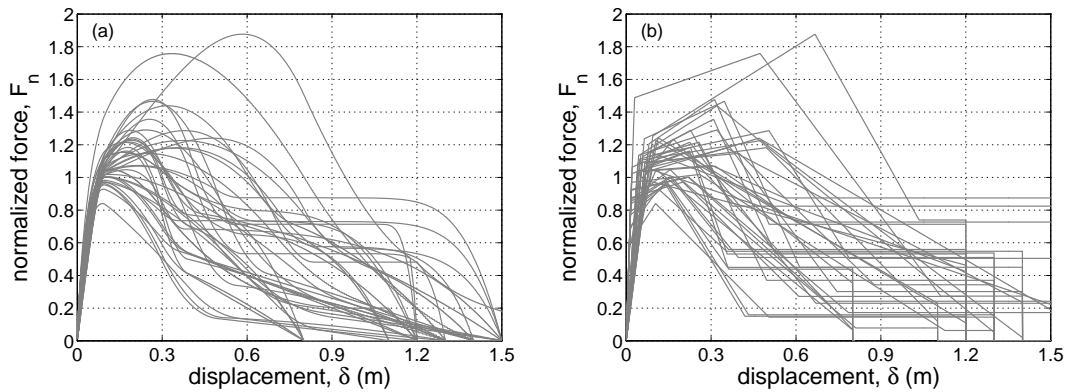 (a)
2
1.8
1.6
1.4
1.2
1
0.8
0.6
0.4
0.2
0
normalized force, F_n
0 0.3 0.6 0.9 1.2 1.5
displacement, δ (m)
(b)
2
1.8
1.6
1.4
1.2
1
0.8
0.6
0.4
0.2
0
normalized force, F_n
0 0.3 0.6 0.9 1.2 1.5
displacement, δ (m)